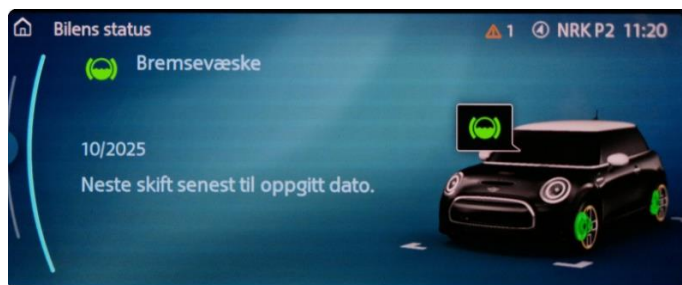 Bilens status
1 NRK P2 11:20
Bremsevæske
10/2025
Neste skift senest til oppgitt dato.